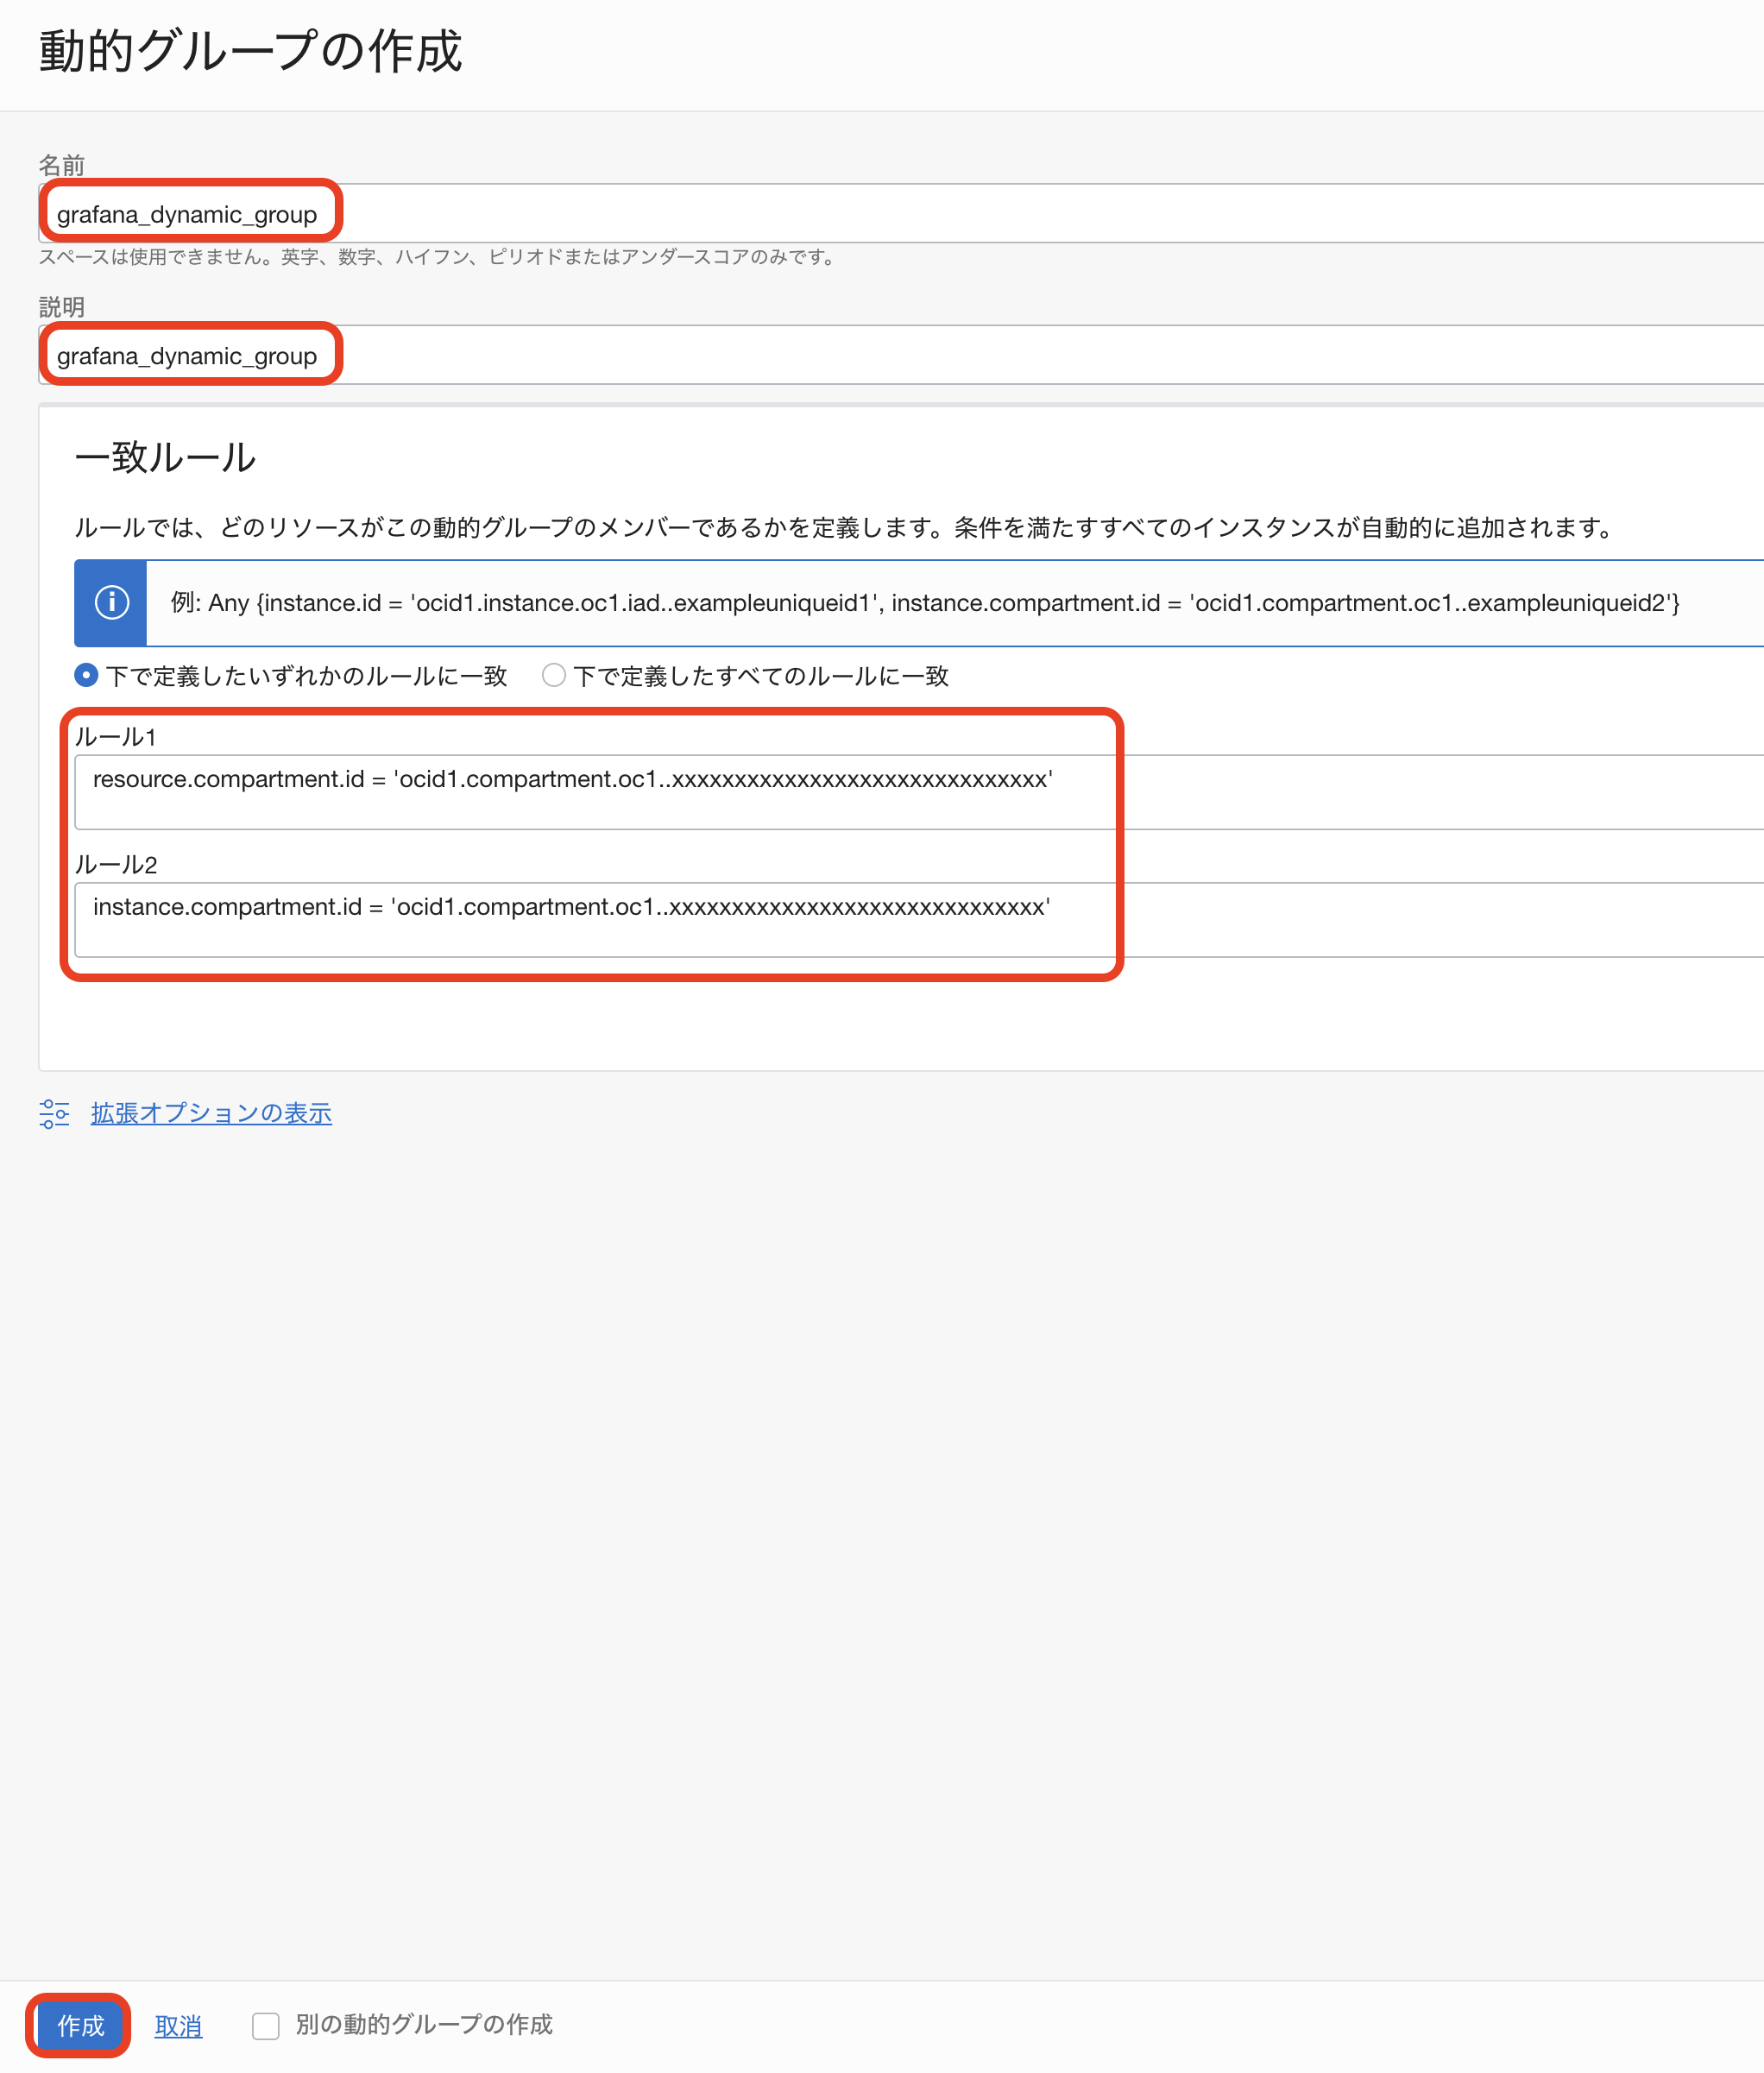 動的グループの作成
名前
grafana_dynamic_group
スペースは使用できません。英字、数字、ハイフン、ピリオドまたはアンダースコアのみです。
説明
grafana_dynamic_group
一致ルール
ルールでは、どのリソースがこの動的グループのメンバーであるかを定義します。条件を満たすすべてのインスタンスが自動的に追加されます。
例: Any {instance.id = 'ocid1.instance.oc1.iad..exampleuniqueid1', instance.compartment.id = 'ocid1.compartment.oc1..exampleuniqueid2'}
下で定義したいずれかのルールに一致 下で定義したすべてのルールに一致
ルール1
resource.compartment.id = 'ocid1.compartment.oc1..xxxxxxxxxxxxxxxxxxxxxxxxxxxxxx'
ルール2
instance.compartment.id = 'ocid1.compartment.oc1..xxxxxxxxxxxxxxxxxxxxxxxxxxxxxx'
拡張オプションの表示
作成 取消 別の動的グループの作成